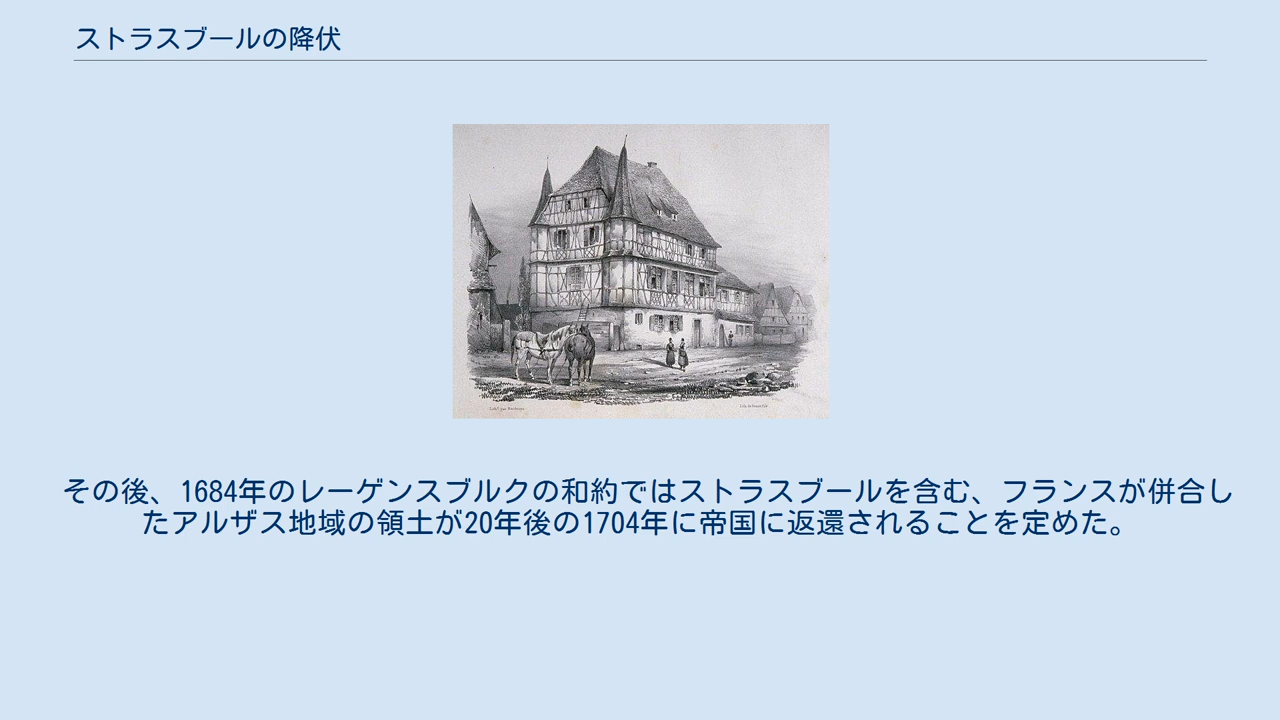 ストラスブールの降伏
その後、1684年のレーゲンスブルクの和約ではストラスブールを含む、フランスが併合し
たアルザス地域の領土が20年後の1704年に帝国に返還されることを定めた。